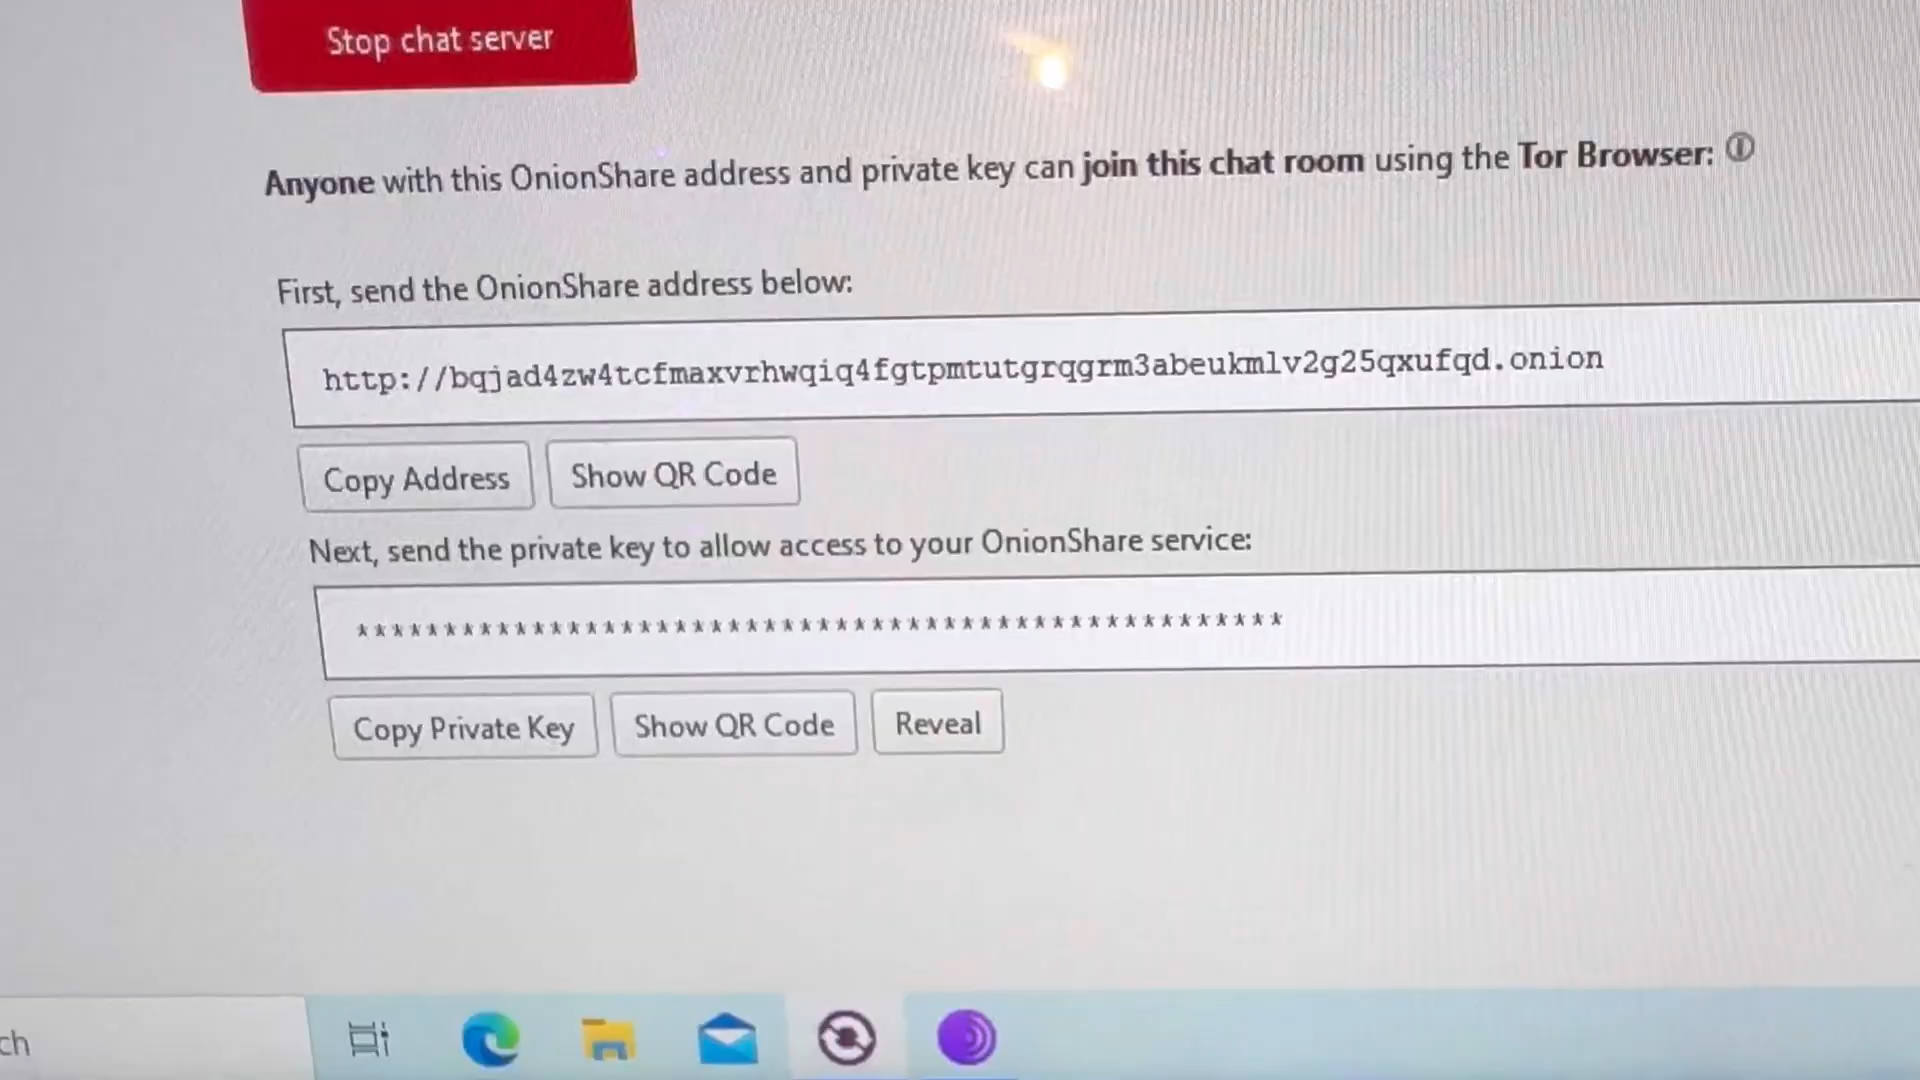 Stop chat server
Anyone with this OnionShare address and private key can join this chat room using the Tor Browser:
First, send the OnionShare address below:
http://bqjad4zw4tcfmaxvrhwqiq4fgtpmtutgrqgrm3abeukmlv2g25qxufqd.onion
Copy Address Show QR Code
Next, send the private key to allow access to your OnionShare service:
****************************************************
Copy Private Key Show QR Code Reveal
ch